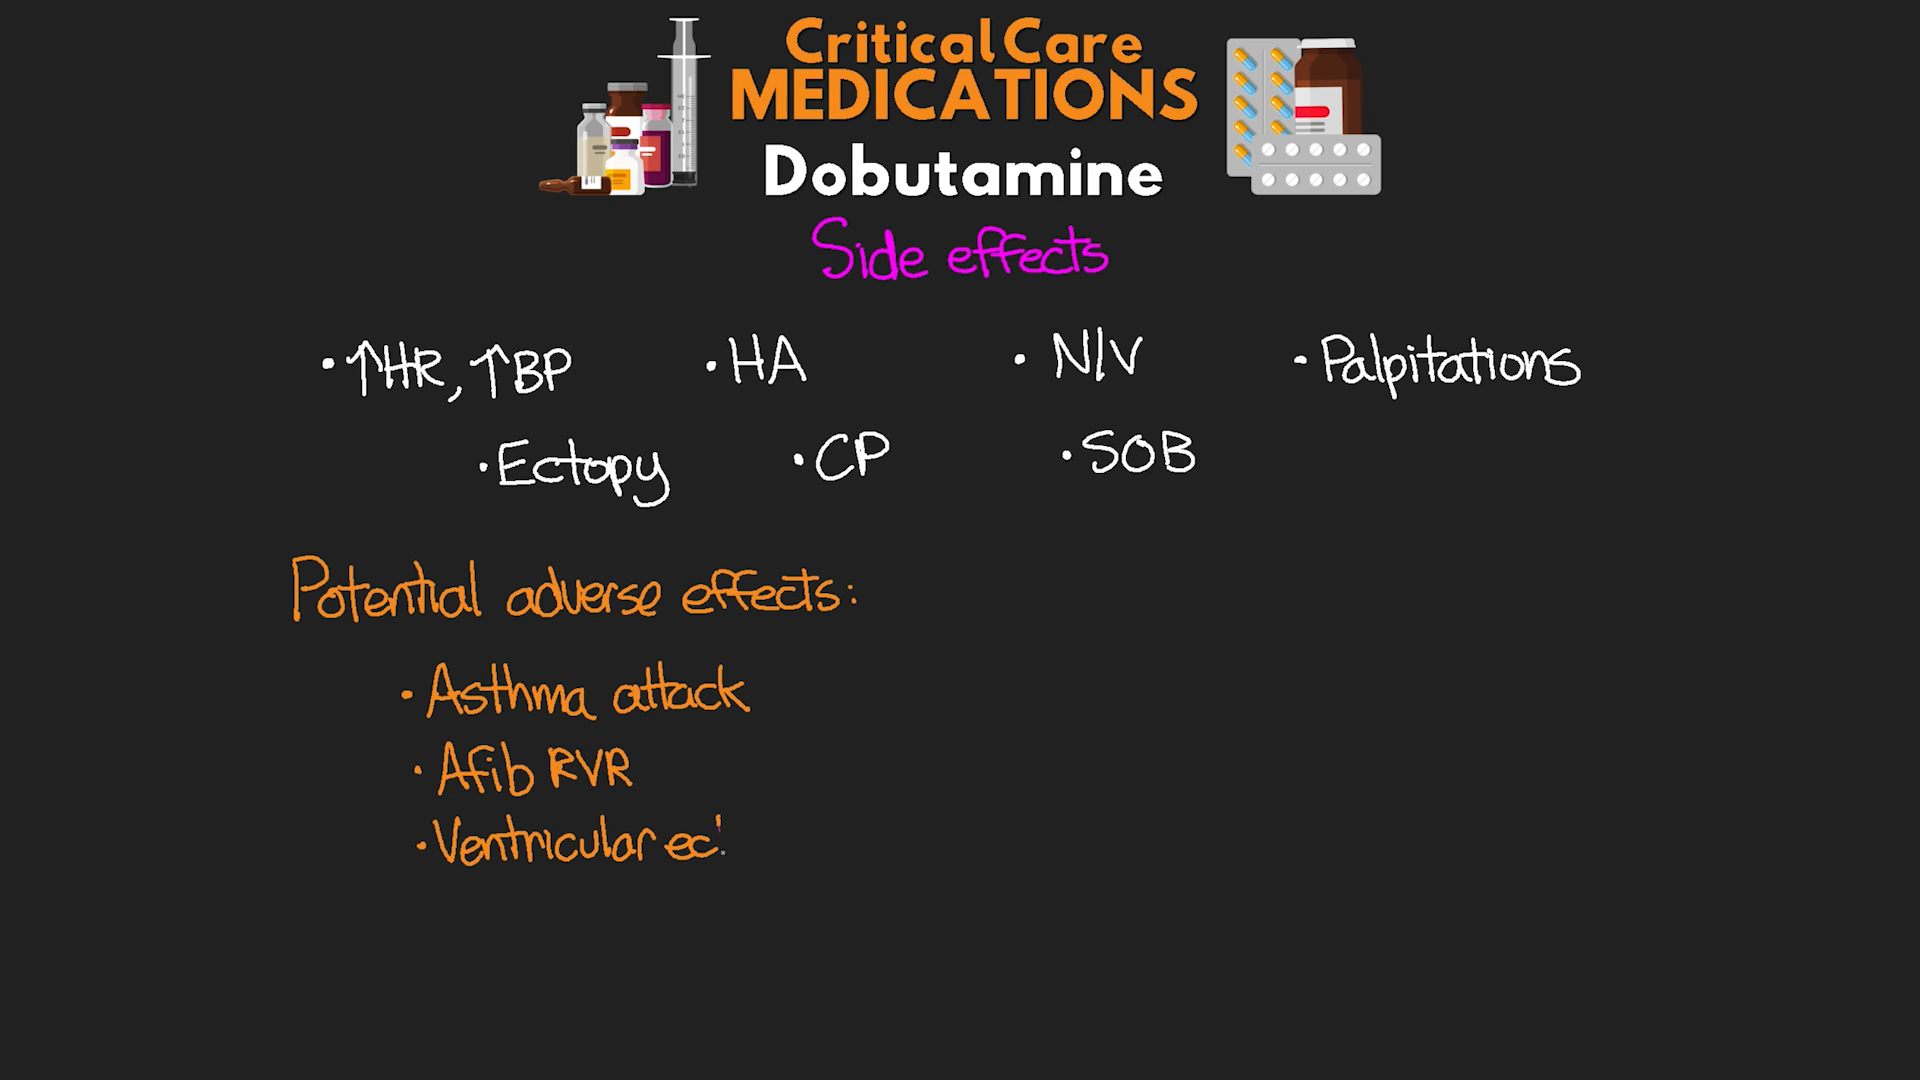 Critical Care
MEDICATIONS
Dobutamine
Side effects
• ↑HR, ↑BP • HA • N/V • Palpitations
• Ectopy • CP • SOB
Potential adverse effects:
• Asthma attack
• Afib RVR
• Ventricular ec